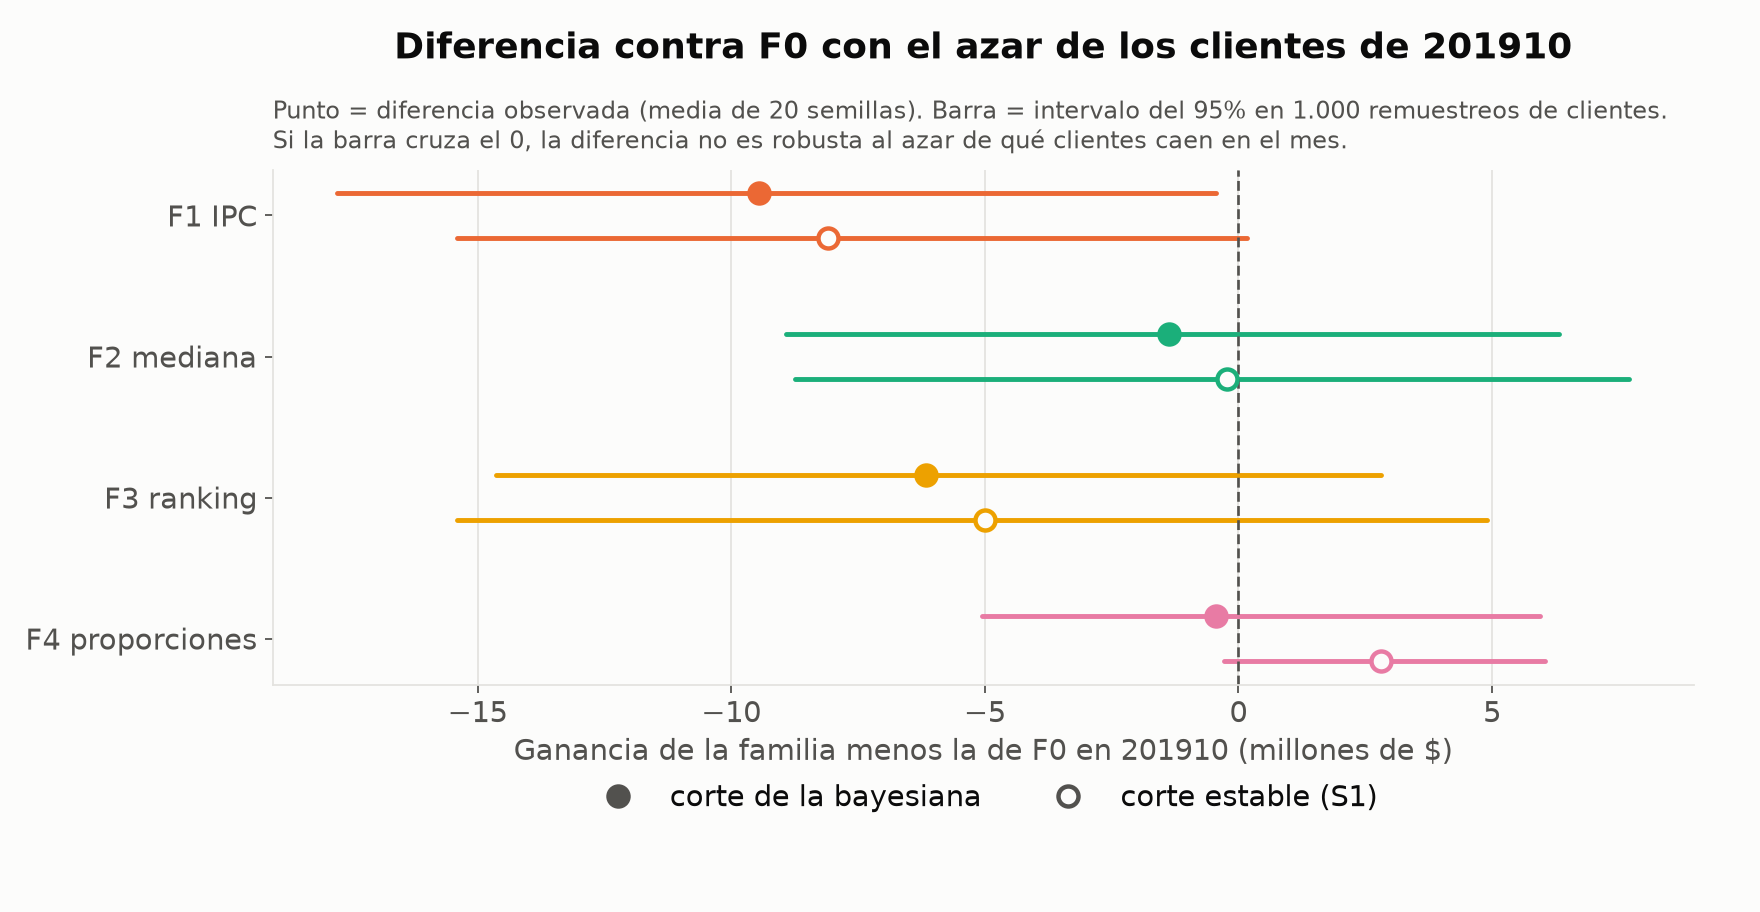 Diferencia contra F0 con el azar de los clientes de 201910
Punto = diferencia observada (media de 20 semillas). Barra = intervalo del 95% en 1.000 remuestreos de clientes.
Si la barra cruza el 0, la diferencia no es robusta al azar de qué clientes caen en el mes.
F1 IPC
F2 mediana
F3 ranking
F4 proporciones
−15 −10 −5 0 5
Ganancia de la familia menos la de F0 en 201910 (millones de $)
corte de la bayesiana corte estable (S1)